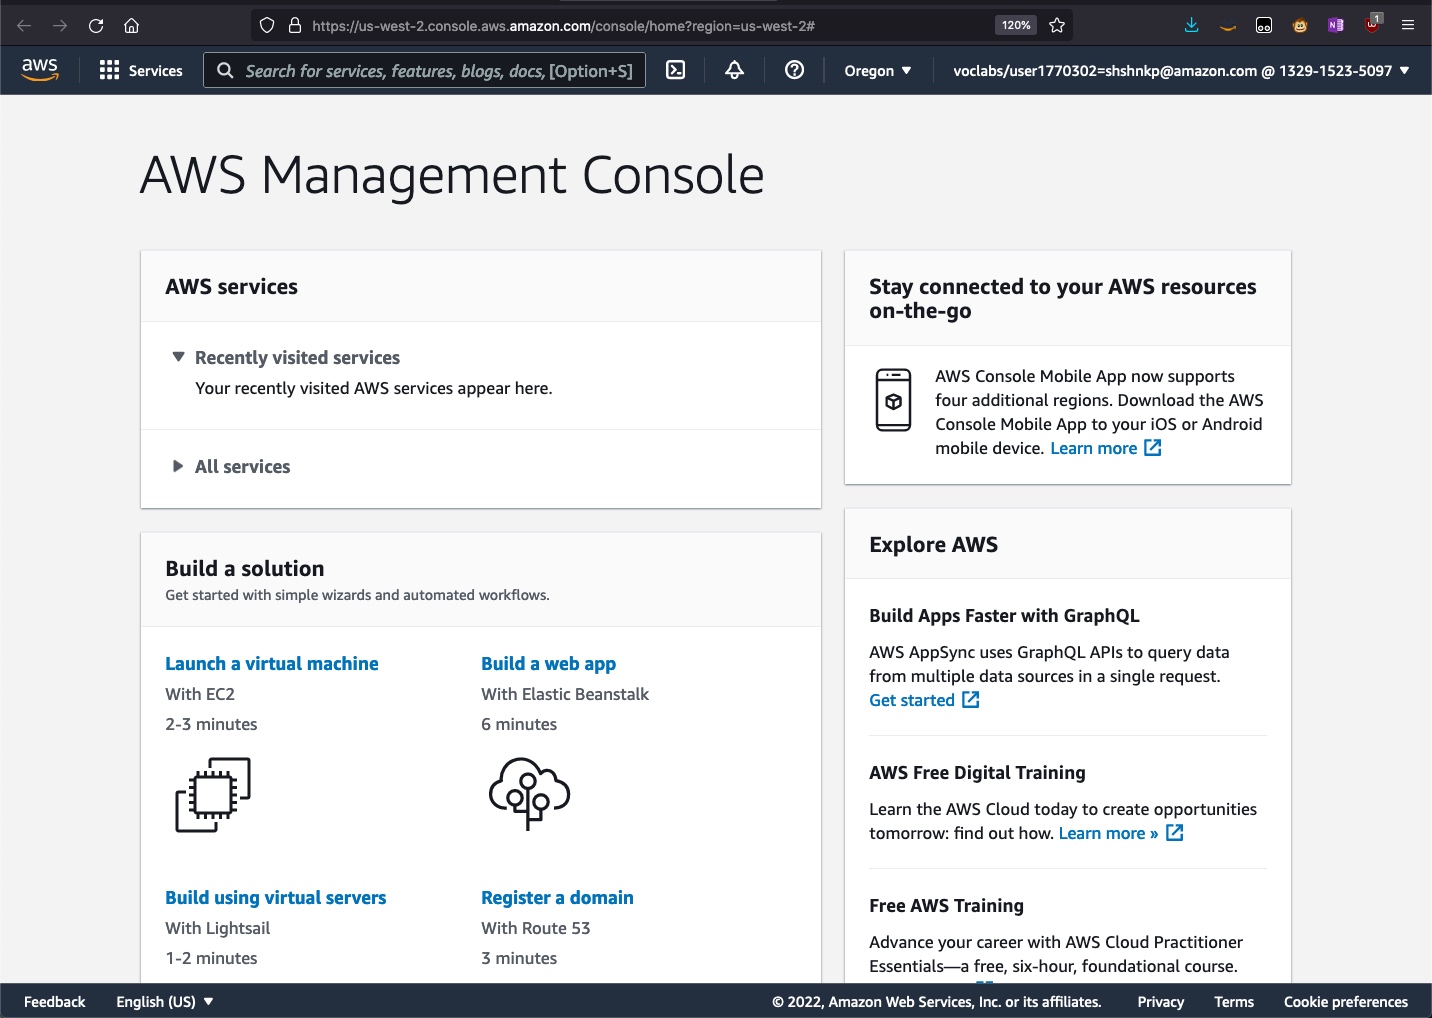 https://us-west-2.console.aws.amazon.com/console/home?region=us-west-2#
120%
1
aws
Services
Search for services, features, blogs, docs, [Option+S]
Oregon
voclabs/user1770302=shshnkp@amazon.com @ 1329-1523-5097
AWS Management Console
AWS services
Recently visited services
Your recently visited AWS services appear here.
All services
Build a solution
Get started with simple wizards and automated workflows.
Launch a virtual machine
With EC2
2-3 minutes
Build a web app
With Elastic Beanstalk
6 minutes
Build using virtual servers
With Lightsail
1-2 minutes
Register a domain
With Route 53
3 minutes
Stay connected to your AWS resources
on-the-go
AWS Console Mobile App now supports
four additional regions. Download the AWS
Console Mobile App to your iOS or Android
mobile device. Learn more
Explore AWS
Build Apps Faster with GraphQL
AWS AppSync uses GraphQL APIs to query data
from multiple data sources in a single request.
Get started
AWS Free Digital Training
Learn the AWS Cloud today to create opportunities
tomorrow: find out how. Learn more »
Free AWS Training
Advance your career with AWS Cloud Practitioner
Essentials—a free, six-hour, foundational course.
Feedback
English (US)
© 2022, Amazon Web Services, Inc. or its affiliates.
Privacy
Terms
Cookie preferences